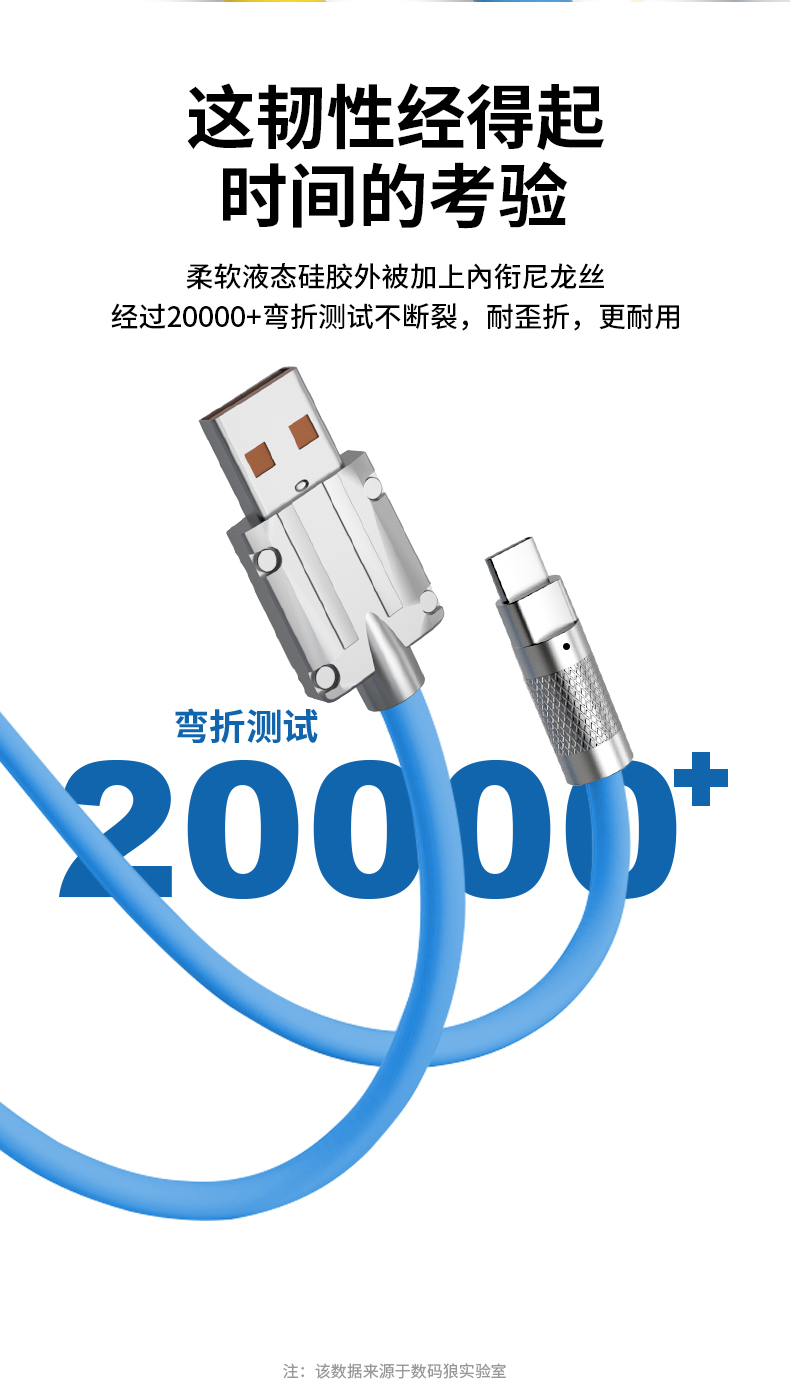 这韧性经得起
时间的考验
柔软液态硅胶外被加上內衔尼龙丝
经过20000+弯折测试不断裂，耐歪折，更耐用
弯折测试
20000+
注：该数据来源于数码狼实验室